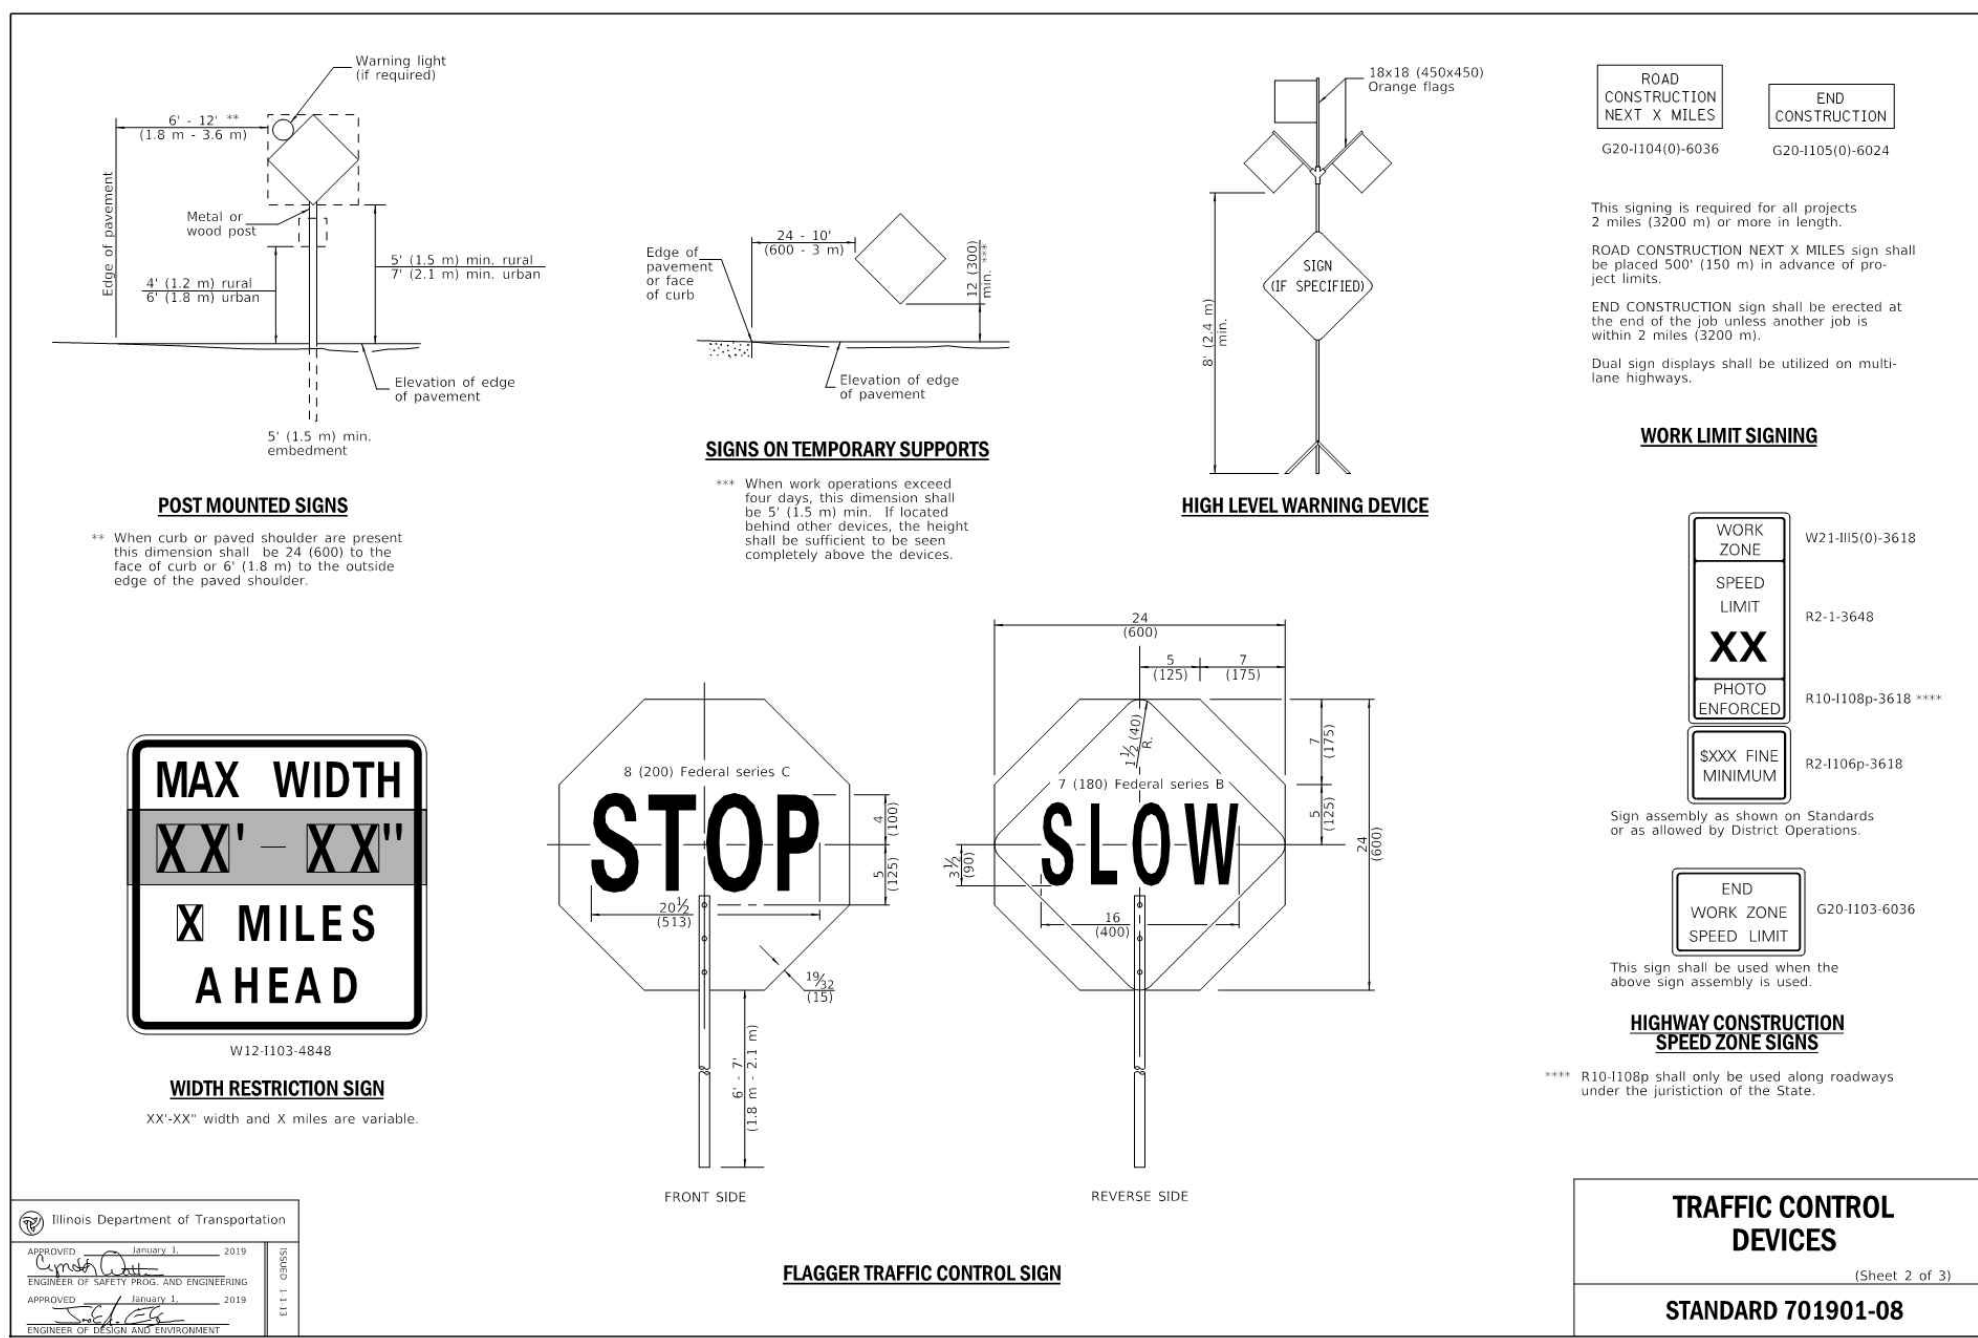 Warning light
(if required)
6' - 12' **
(1.8 m - 3.6 m)
Edge of pavement
Metal or
wood post
5' (1.5 m) min. rural
7' (2.1 m) min. urban
4' (1.2 m) rural
6' (1.8 m) urban
Elevation of edge
of pavement
5' (1.5 m) min.
embedment
POST MOUNTED SIGNS
** When curb or paved shoulder are present
this dimension shall be 24 (600) to the
face of curb or 6' (1.8 m) to the outside
edge of the paved shoulder.
24 - 10'
(600 - 3 m)
Edge of
pavement
or face
of curb
12 (300)
min. ***
Elevation of edge
of pavement
SIGNS ON TEMPORARY SUPPORTS
*** When work operations exceed
four days, this dimension shall
be 5' (1.5 m) min. If located
behind other devices, the height
shall be sufficient to be seen
completely above the devices.
18x18 (450x450)
Orange flags
SIGN
(IF SPECIFIED)
8' (2.4 m)
min.
HIGH LEVEL WARNING DEVICE
ROAD
CONSTRUCTION
NEXT X MILES
G20-I104(0)-6036
END
CONSTRUCTION
G20-I105(0)-6024
This signing is required for all projects
2 miles (3200 m) or more in length.
ROAD CONSTRUCTION NEXT X MILES sign shall
be placed 500' (150 m) in advance of pro-
ject limits.
END CONSTRUCTION sign shall be erected at
the end of the job unless another job is
within 2 miles (3200 m).
Dual sign displays shall be utilized on multi-
lane highways.
WORK LIMIT SIGNING
WORK
ZONE
W21-III5(0)-3618
SPEED
LIMIT
XX
R2-1-3648
PHOTO
ENFORCED
R10-I108p-3618 ****
$XXX FINE
MINIMUM
R2-I106p-3618
Sign assembly as shown on Standards
or as allowed by District Operations.
END
WORK ZONE
SPEED LIMIT
G20-I103-6036
This sign shall be used when the
above sign assembly is used.
HIGHWAY CONSTRUCTION
SPEED ZONE SIGNS
**** R10-I108p shall only be used along roadways
under the juristiction of the State.
MAX WIDTH
XX' - XX"
X MILES
AHEAD
W12-I103-4848
WIDTH RESTRICTION SIGN
XX'-XX" width and X miles are variable.
8 (200) Federal series C
STOP
4
(100)
5
(125)
20 1/2
(513)
19/32
(15)
6' - 7'
(1.8 m - 2.1 m)
FRONT SIDE
24
(600)
5
(125)
7
(175)
1 1/2 (40)
R.
7
(175)
7 (180) Federal series B
SLOW
5
(125)
24
(600)
3 1/2
(90)
16
(400)
REVERSE SIDE
FLAGGER TRAFFIC CONTROL SIGN
Illinois Department of Transportation
APPROVED January 1, 2019
ENGINEER OF SAFETY PROG. AND ENGINEERING
APPROVED January 1, 2019
ENGINEER OF DESIGN AND ENVIRONMENT
ISSUED 1-1-13
TRAFFIC CONTROL
DEVICES
(Sheet 2 of 3)
STANDARD 701901-08